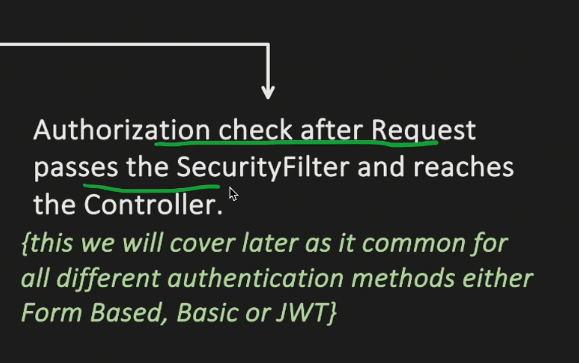 Authorization check after Request
passes the SecurityFilter and reaches
the Controller.
{this we will cover later as it common for
all different authentication methods either
Form Based, Basic or JWT}